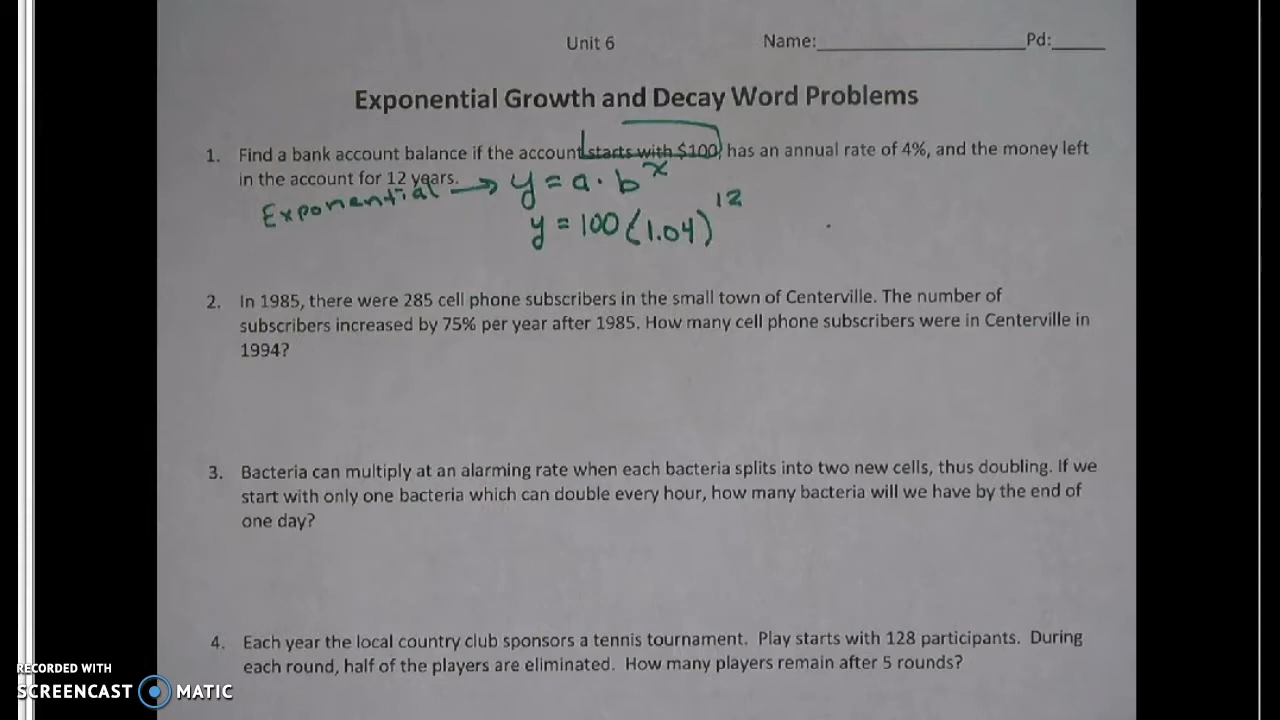 Unit 6
Name:____________________Pd:_____
Exponential Growth and Decay Word Problems
1. Find a bank account balance if the account starts with $100, has an annual rate of 4%, and the money left
in the account for 12 years.
Exponential → y = a · b^x
y = 100 (1.04)^12
2. In 1985, there were 285 cell phone subscribers in the small town of Centerville. The number of
subscribers increased by 75% per year after 1985. How many cell phone subscribers were in Centerville in
1994?
3. Bacteria can multiply at an alarming rate when each bacteria splits into two new cells, thus doubling. If we
start with only one bacteria which can double every hour, how many bacteria will we have by the end of
one day?
4. Each year the local country club sponsors a tennis tournament. Play starts with 128 participants. During
each round, half of the players are eliminated. How many players remain after 5 rounds?
RECORDED WITH
SCREENCAST MATIC